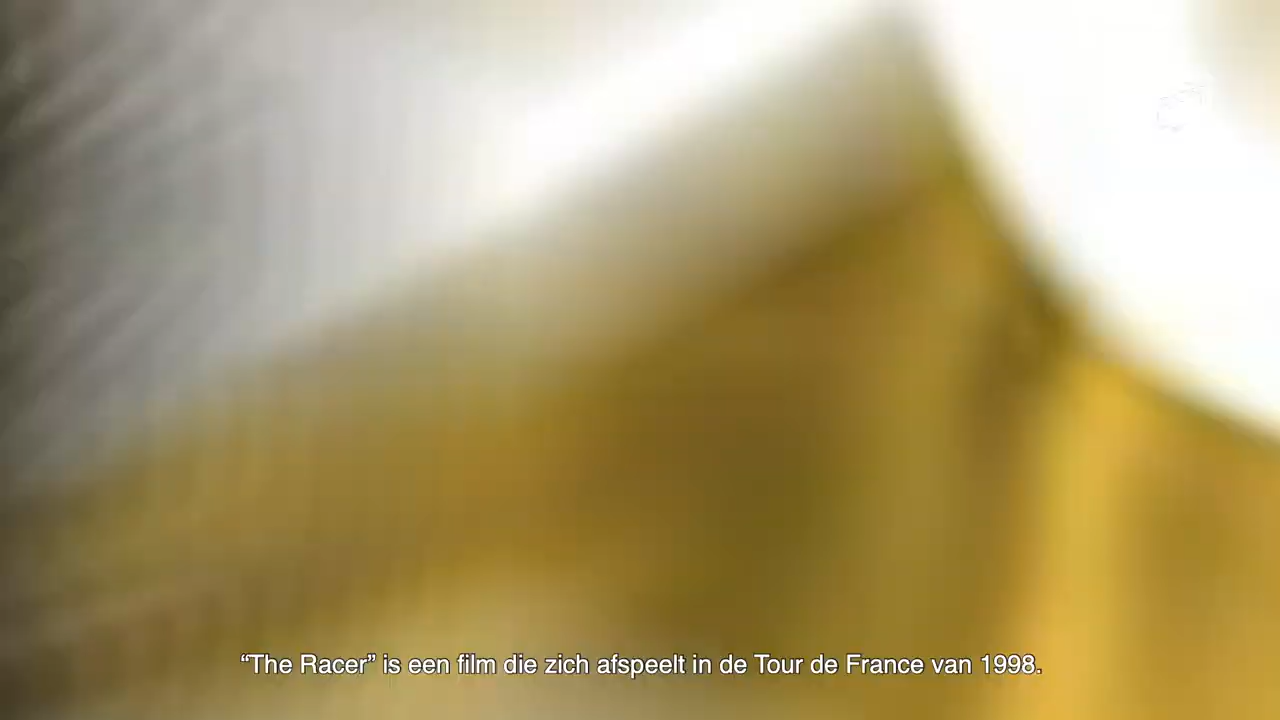 “The Racer” is een film die zich afspeelt in de Tour de France van 1998.